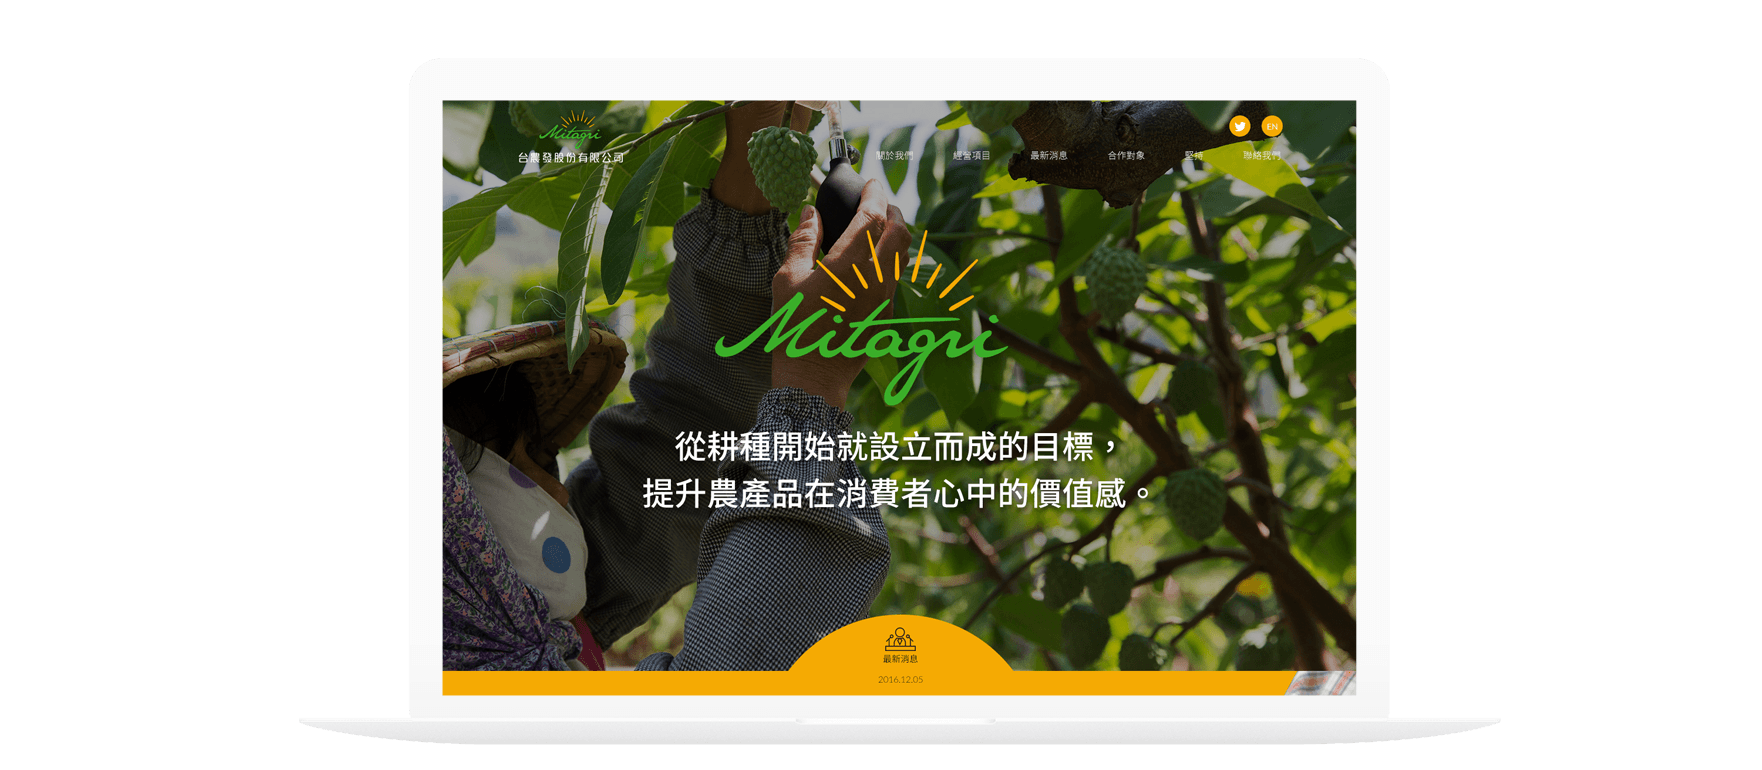 Mitagri
台農發股份有限公司
EN
關於我們 經營項目 最新消息 合作對象 堅持 聯絡我們
Mitagri
從耕種開始就設立而成的目標，
提升農產品在消費者心中的價值感。
最新消息
2016.12.05